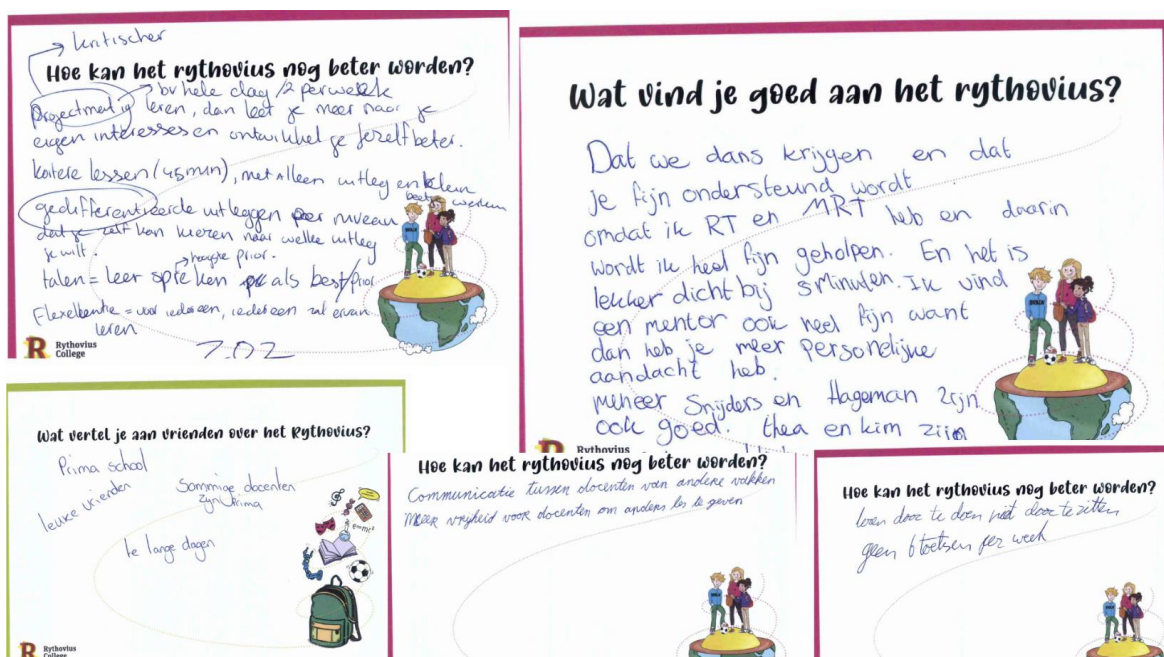 kritischer
Hoe kan het rythovius nog beter worden?
bv hele dag /2 per week
Projectmatig leren, dan leet je meer naar je
eigen interesses en ontwikkel je jezelf beter.
kortere lessen (45min), met alleen uitleg en klein
beetje werken
gedifferentieerde uitleggen per niveau
dat je zelf kan kiezen naar welke uitleg
je wilt.
hoogste prior.
talen = Leer spreken als best/prior
= voor iedereen, iedereen zal ervan
leren
Rythovius
College
Wat vind je goed aan het rythovius?
Dat we dans krijgen en dat
je fijn ondersteund wordt
omdat ik RT en MRT heb en daarin
wordt ik heel fijn geholpen. En het is
lekker dicht bij. Ik vind
een mentor ook heel fijn want
dan heb je meer persoonlijke
aandacht heb.
meneer Snijders en Hageman zijn
ook goed. thea en kim zijn
Rythovius
Wat vertel je aan vrienden over het Rythovius?
Prima school
leuke vrienden
Sommige docenten
zijn prima
te lange dagen
e=mc²
Rythovius
College
Hoe kan het rythovius nog beter worden?
Communicatie tussen docenten van andere vakken
Meer vrijheid voor docenten om anders les te geven
Hoe kan het rythovius nog beter worden?
leren door te doen niet door te zitten
geen 6 toetsen per week